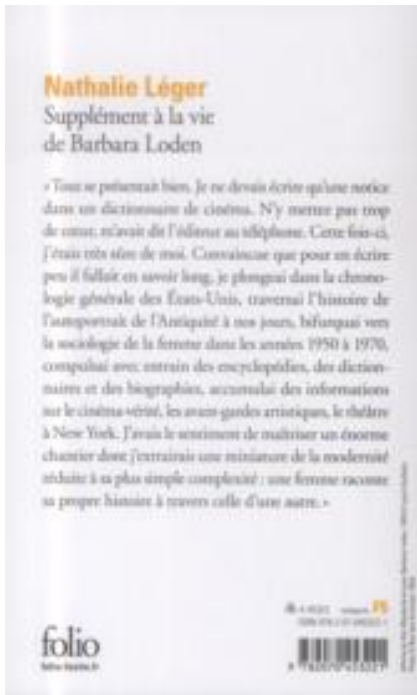 Nathalie Léger
Supplément à la vie
de Barbara Loden
« Tout se présentait bien. Je ne devais écrire qu'une notice
dans un dictionnaire de cinéma. N'y mettez pas trop
de cœur, m'avait dit l'éditeur au téléphone. Cette fois-ci,
j'étais très sûre de moi. Convaincue que pour en écrire
peu il fallait en savoir long, je plongeai dans la chrono-
logie générale des États-Unis, traversai l'histoire de
l'autoportrait de l'Antiquité à nos jours, bifurquai vers
la sociologie de la femme dans les années 1950 à 1970,
compulsai avec entrain des encyclopédies, des diction-
naires et des biographies, accumulai des informations
sur le cinéma-vérité, les avant-gardes artistiques, le théâtre
à New York. J'avais le sentiment de maîtriser un énorme
chantier dont j'extrairais une miniature de la modernité
réduite à sa plus simple complexité : une femme raconte
sa propre histoire à travers celle d'une autre. »
folio
folio-lesite.fr